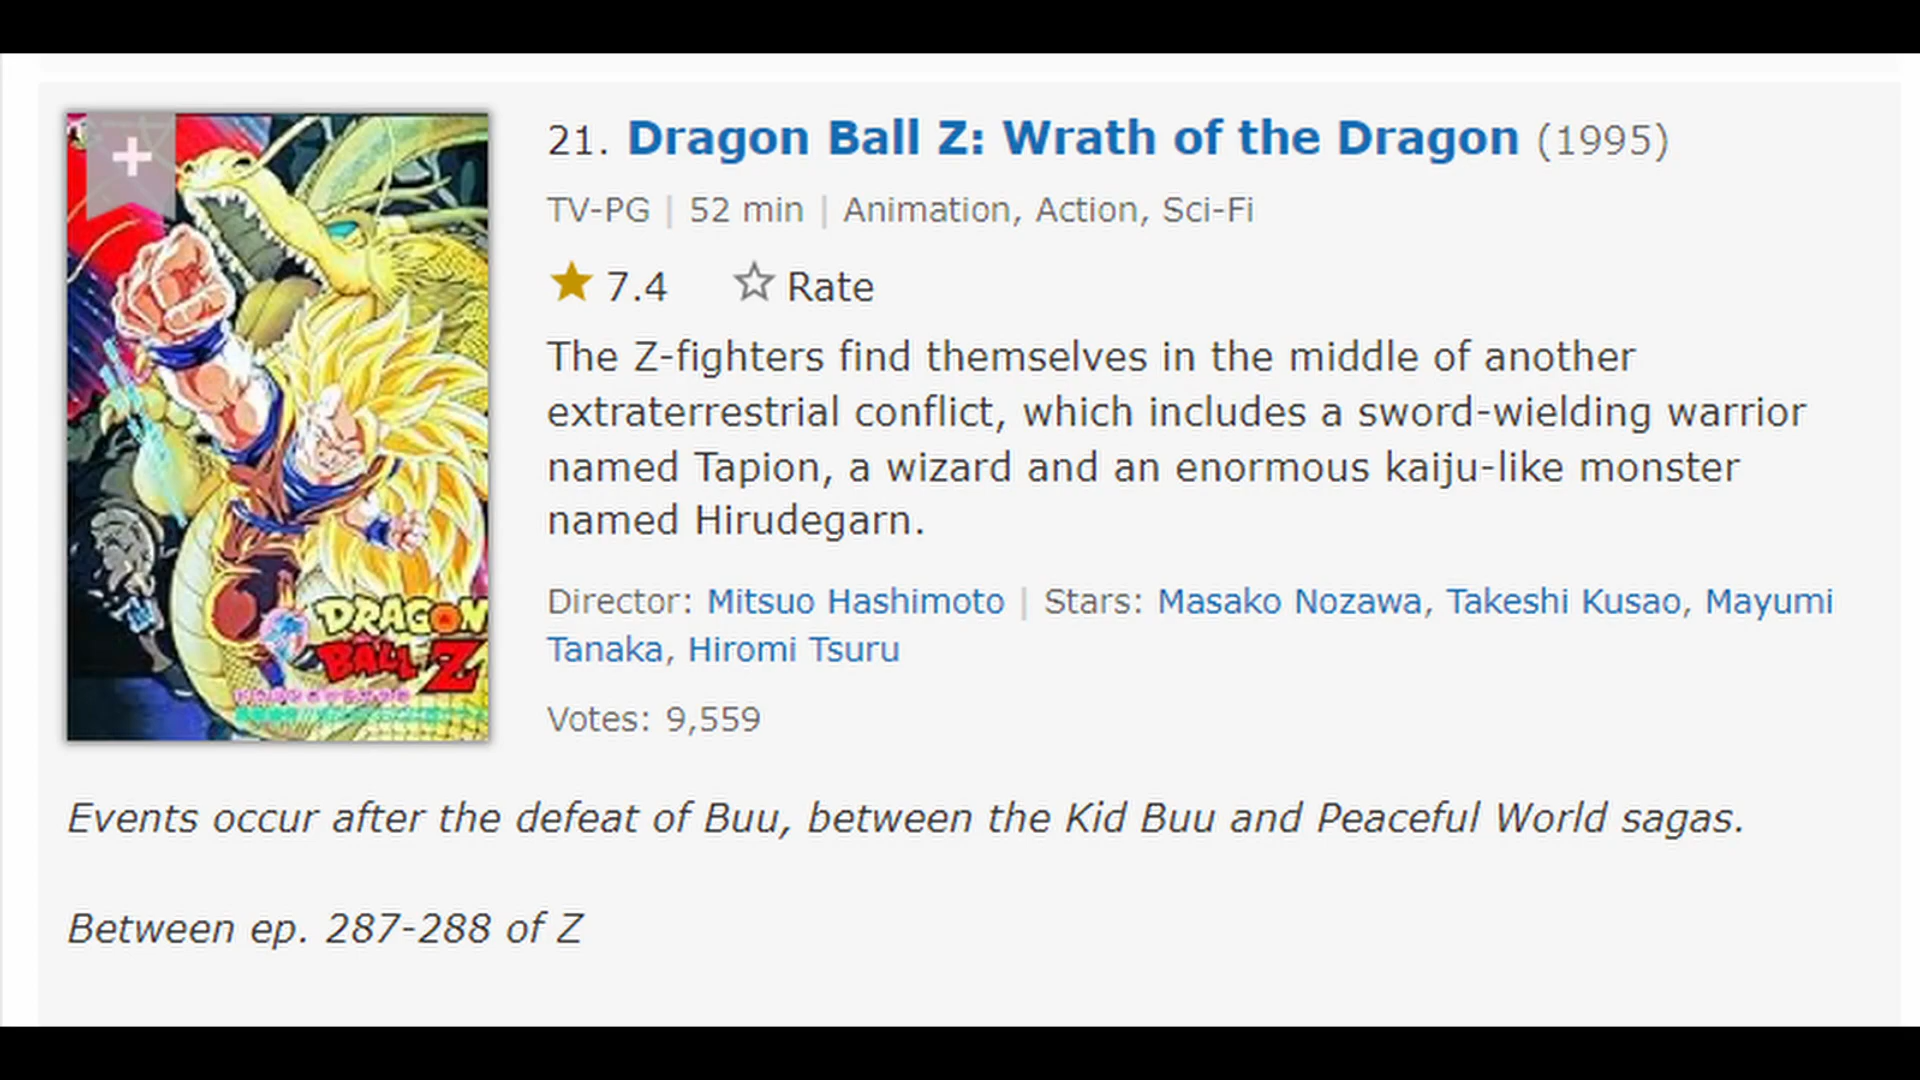 21. Dragon Ball Z: Wrath of the Dragon (1995)
TV-PG | 52 min | Animation, Action, Sci-Fi
7.4 Rate
The Z-fighters find themselves in the middle of another
extraterrestrial conflict, which includes a sword-wielding warrior
named Tapion, a wizard and an enormous kaiju-like monster
named Hirudegarn.
Director: Mitsuo Hashimoto | Stars: Masako Nozawa, Takeshi Kusao, Mayumi
Tanaka, Hiromi Tsuru
DRAGON
BALL Z
Votes: 9,559
Events occur after the defeat of Buu, between the Kid Buu and Peaceful World sagas.
Between ep. 287-288 of Z